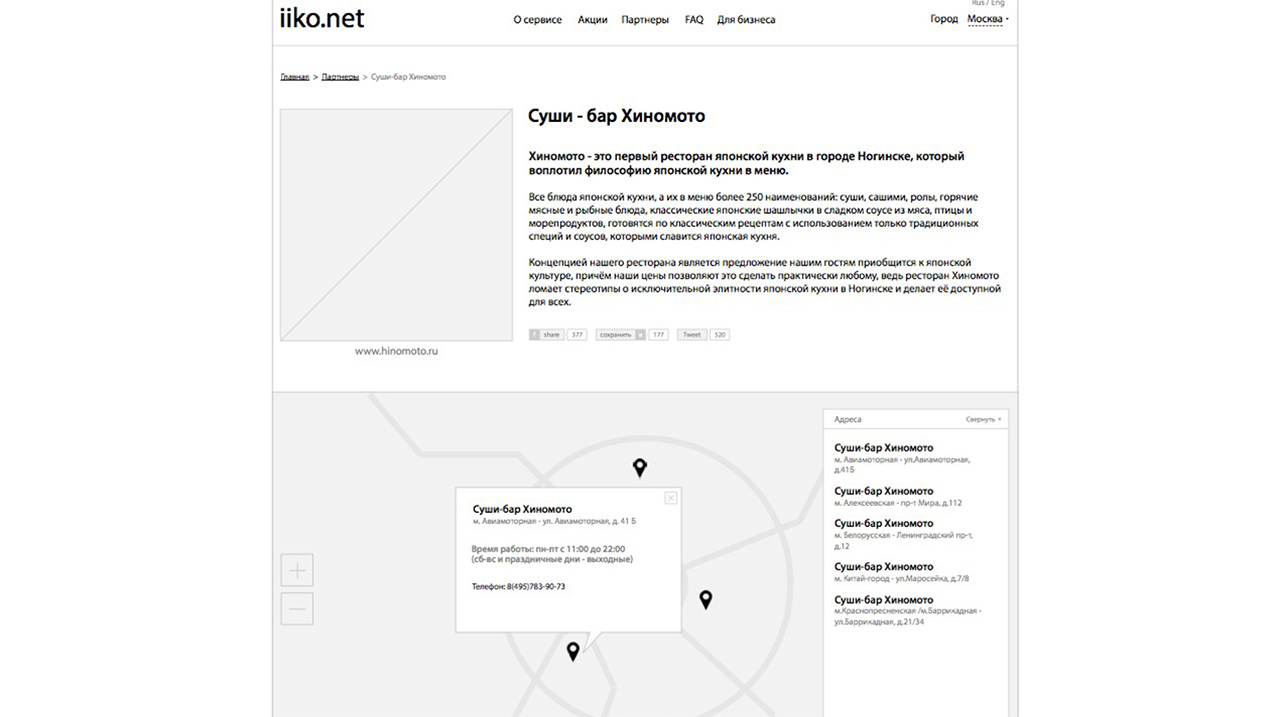 Rus / Eng
iiko.net
О сервисе Акции Партнеры FAQ Для бизнеса
Город Москва
Главная > Партнеры > Суши-бар Хиномото
Суши - бар Хиномото
Хиномото - это первый ресторан японской кухни в городе Ногинске, который
воплотил философию японской кухни в меню.
Все блюда японской кухни, а их в меню более 250 наименований: суши, сашими, ролы, горячие
мясные и рыбные блюда, классические японские шашлычки в сладком соусе из мяса, птицы и
морепродуктов, готовятся по классическим рецептам с использованием только традиционных
специй и соусов, которыми славится японская кухня.
Концепцией нашего ресторана является предложение нашим гостям приобщится к японской
культуре, причём наши цены позволяют это сделать практически любому, ведь ресторан Хиномото
ломает стереотипы о исключительной элитности японской кухни в Ногинске и делает её доступной
для всех.
f share 377 сохранить 177 Tweet 520
www.hinomoto.ru
Адреса Свернуть
Суши-бар Хиномото
м. Авиамоторная - ул.Авиамоторная,
д.41Б
Суши-бар Хиномото
м. Алексеевская - пр-т Мира, д.112
Суши-бар Хиномото
м. Белорусская - Ленинградский пр-т,
д.12
Суши-бар Хиномото
м. Китай-город - ул.Маросейка, д.7/8
Суши-бар Хиномото
м.Краснопресненская /м.Баррикадная -
ул.Баррикадная, д.21/34
Суши-бар Хиномото
м. Авиамоторная - ул. Авиамоторная, д. 41 Б
Время работы: пн-пт с 11:00 до 22:00
(сб-вс и праздничные дни - выходные)
Телефон: 8(495)783-90-73